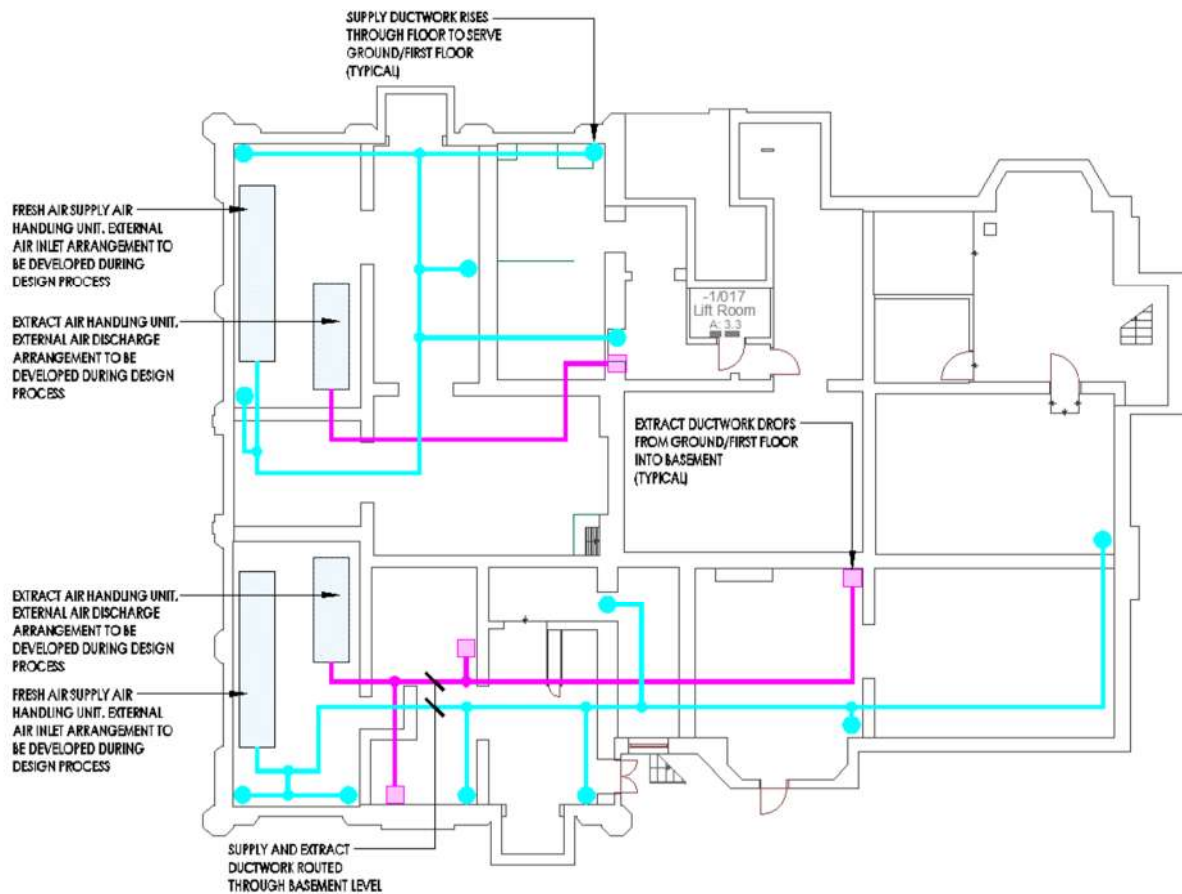 SUPPLY DUCTWORK RISES
THROUGH FLOOR TO SERVE
GROUND/FIRST FLOOR
(TYPICAL)
FRESH AIR SUPPLY AIR
HANDLING UNIT. EXTERNAL
AIR INLET ARRANGEMENT TO
BE DEVELOPED DURING
DESIGN PROCESS
EXTRACT AIR HANDLING UNIT.
EXTERNAL AIR DISCHARGE
ARRANGEMENT TO BE
DEVELOPED DURING DESIGN
PROCESS
-1/017
Lift Room
A: 3.3
EXTRACT DUCTWORK DROPS
FROM GROUND/FIRST FLOOR
INTO BASEMENT
(TYPICAL)
EXTRACT AIR HANDLING UNIT.
EXTERNAL AIR DISCHARGE
ARRANGEMENT TO BE
DEVELOPED DURING DESIGN
PROCESS
FRESH AIR SUPPLY AIR
HANDLING UNIT. EXTERNAL
AIR INLET ARRANGEMENT TO
BE DEVELOPED DURING
DESIGN PROCESS
SUPPLY AND EXTRACT
DUCTWORK ROUTED
THROUGH BASEMENT LEVEL